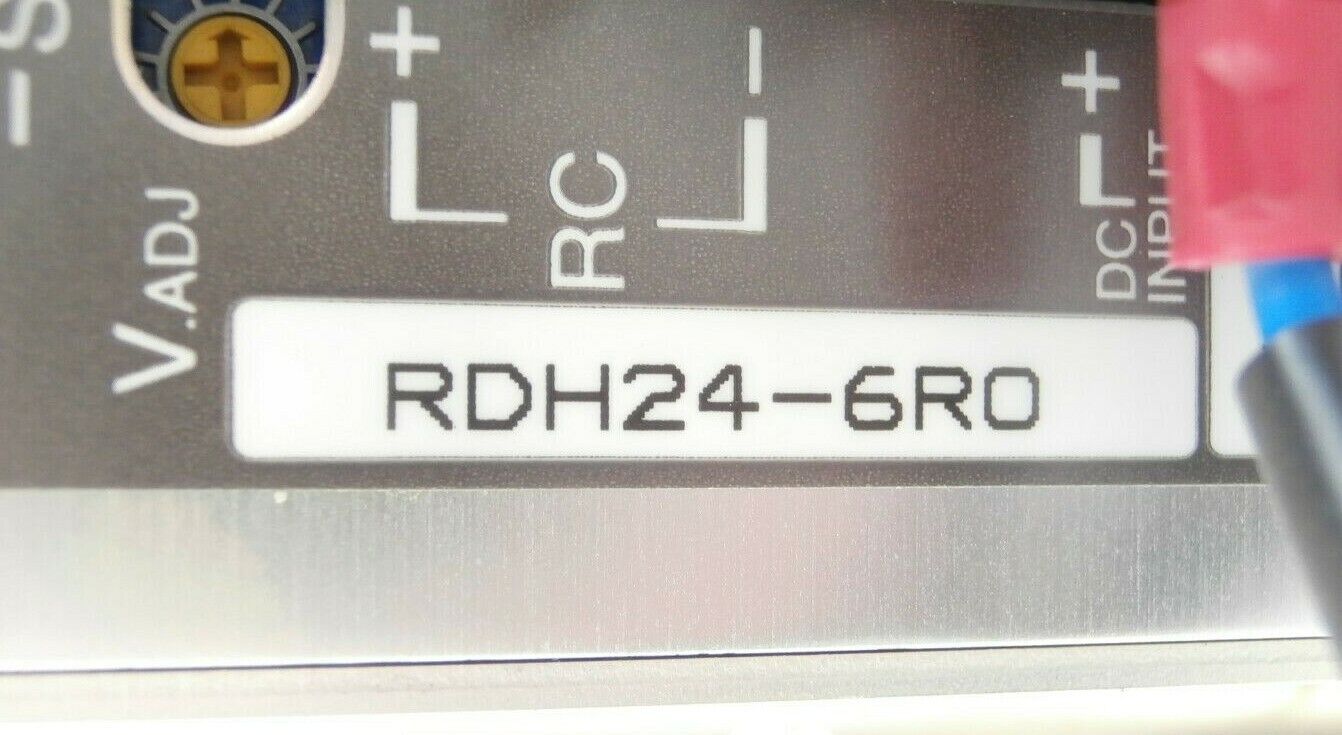 -S
V.ADJ
+
RC
-
+
DC
INPUT
RDH24-6R0